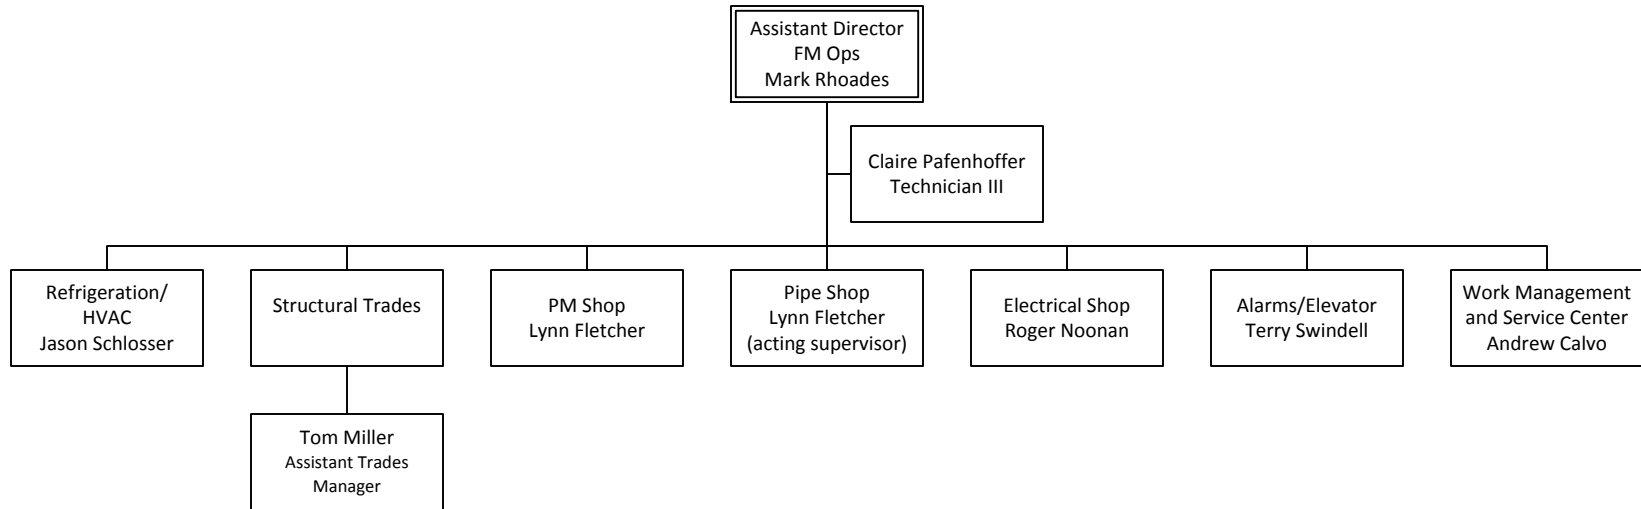 Assistant Director
FM Ops
Mark Rhoades
Claire Pafenhoffer
Technician III
Refrigeration/
HVAC
Jason Schlosser
Structural Trades
PM Shop
Lynn Fletcher
Pipe Shop
Lynn Fletcher
(acting supervisor)
Electrical Shop
Roger Noonan
Alarms/Elevator
Terry Swindell
Work Management
and Service Center
Andrew Calvo
Tom Miller
Assistant Trades
Manager